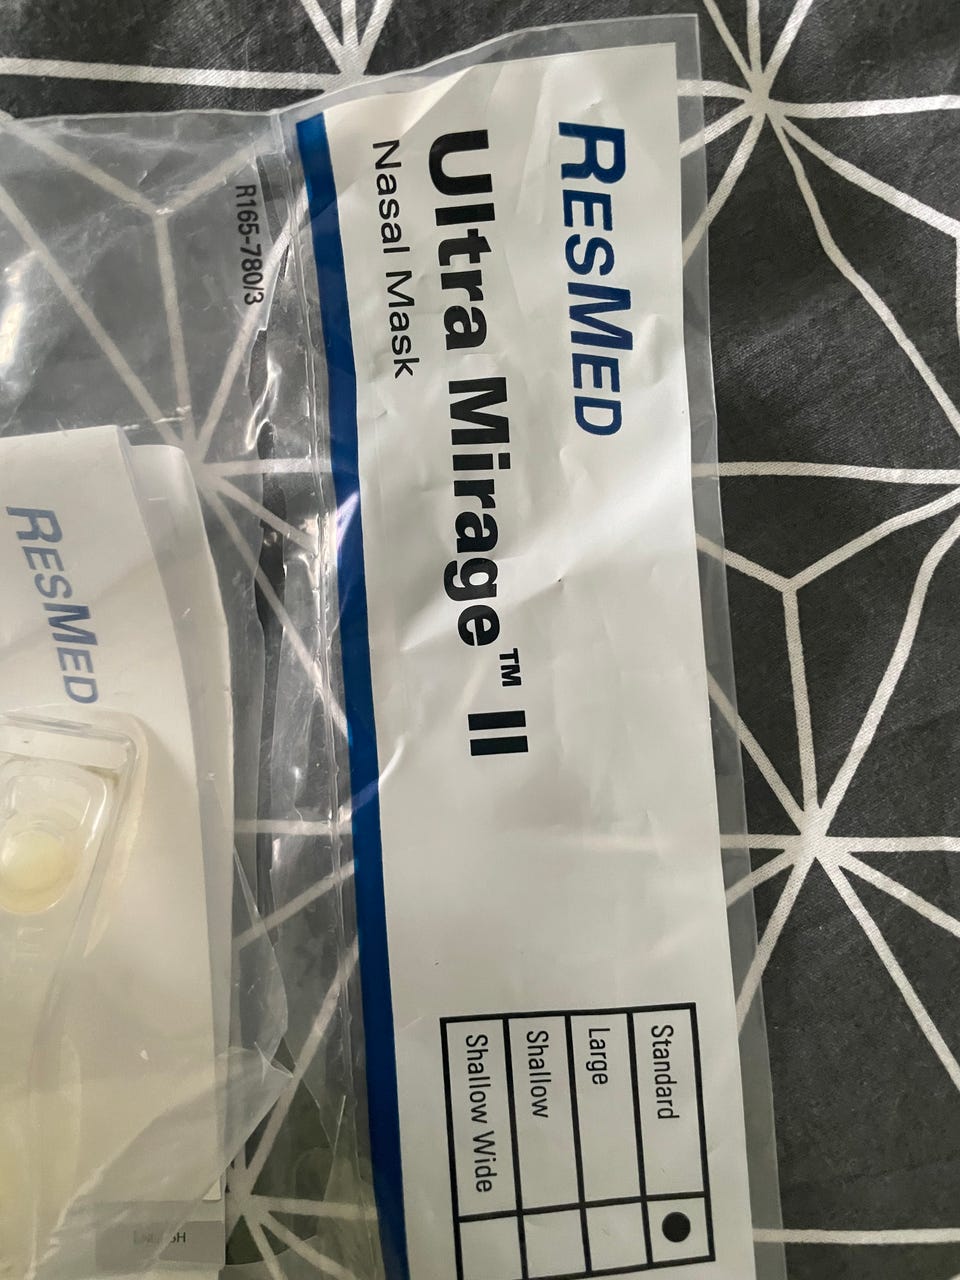 RESMED
Ultra Mirage™ II
Nasal Mask
Standard ●
Large
Shallow
Shallow Wide
R165-780/3
RESMED